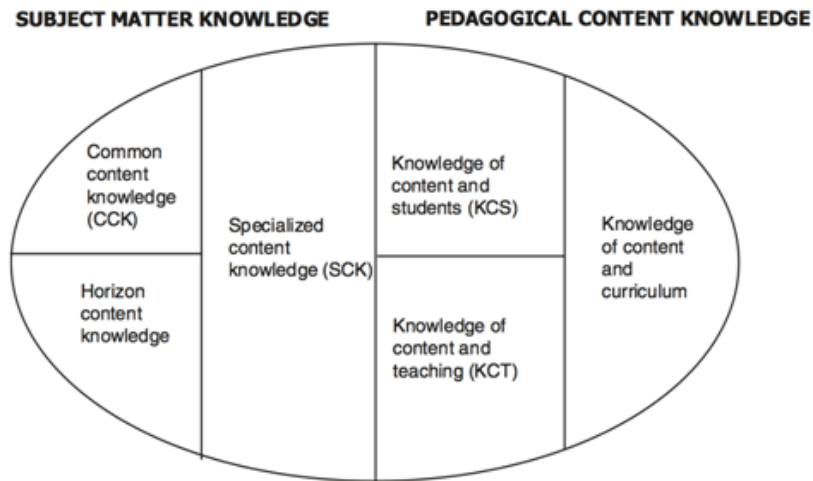 SUBJECT MATTER KNOWLEDGE
PEDAGOGICAL CONTENT KNOWLEDGE
Common
content
knowledge
(CCK)
Horizon
content
knowledge
Specialized
content
knowledge (SCK)
Knowledge of
content and
students (KCS)
Knowledge of
content and
teaching (KCT)
Knowledge
of content
and
curriculum